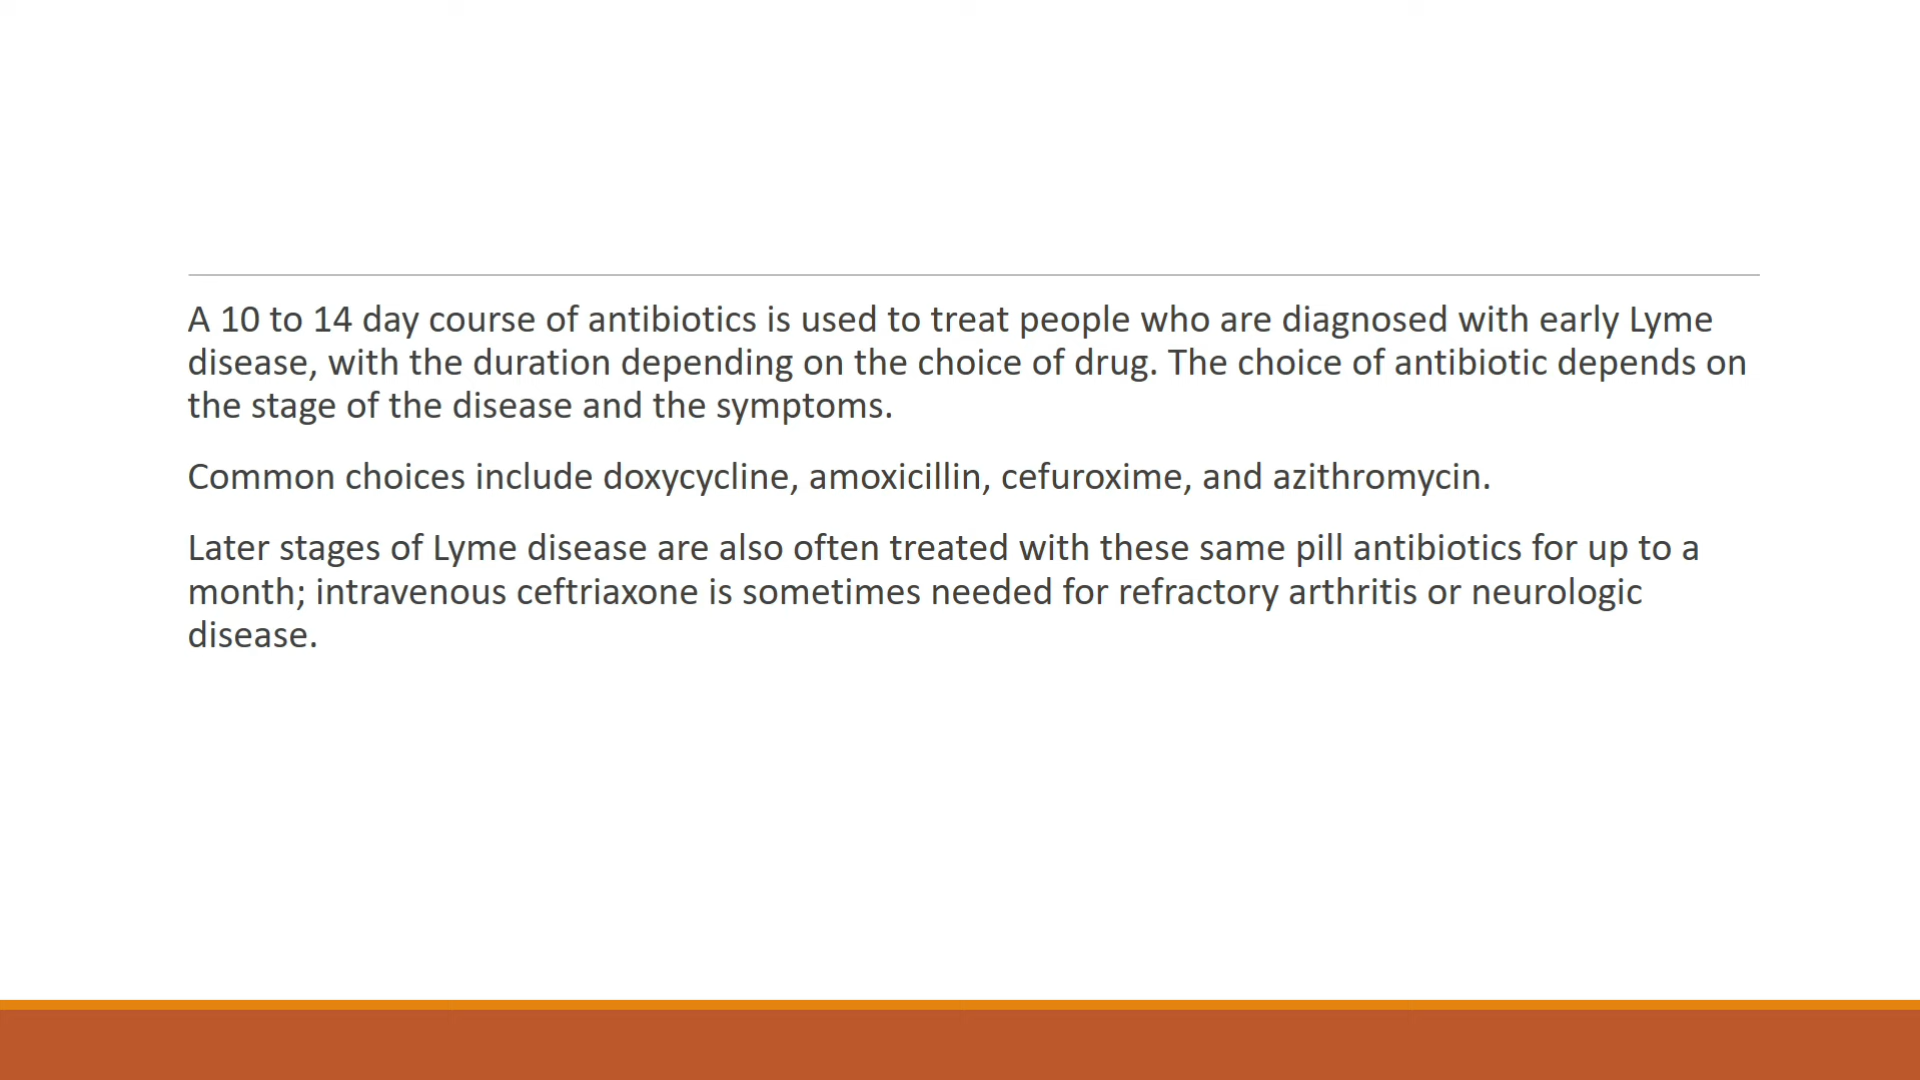 A 10 to 14 day course of antibiotics is used to treat people who are diagnosed with early Lyme
disease, with the duration depending on the choice of drug. The choice of antibiotic depends on
the stage of the disease and the symptoms.
Common choices include doxycycline, amoxicillin, cefuroxime, and azithromycin.
Later stages of Lyme disease are also often treated with these same pill antibiotics for up to a
month; intravenous ceftriaxone is sometimes needed for refractory arthritis or neurologic
disease.